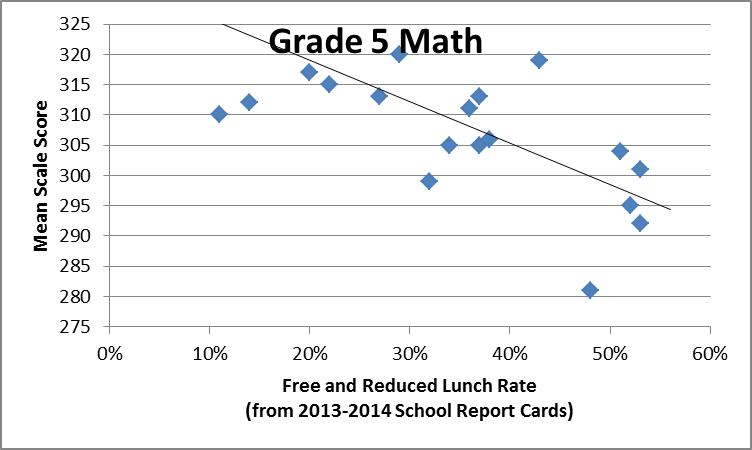 Grade 5 Math
325
320
315
310
305
300
295
290
285
280
275
Mean Scale Score
0% 10% 20% 30% 40% 50% 60%
Free and Reduced Lunch Rate
(from 2013-2014 School Report Cards)